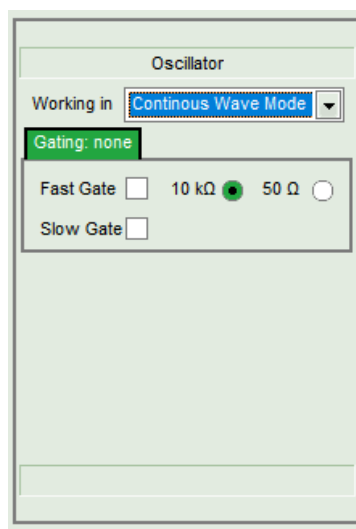 Oscillator
Working in Continous Wave Mode
Gating: none
Fast Gate 10 kΩ 50 Ω
Slow Gate